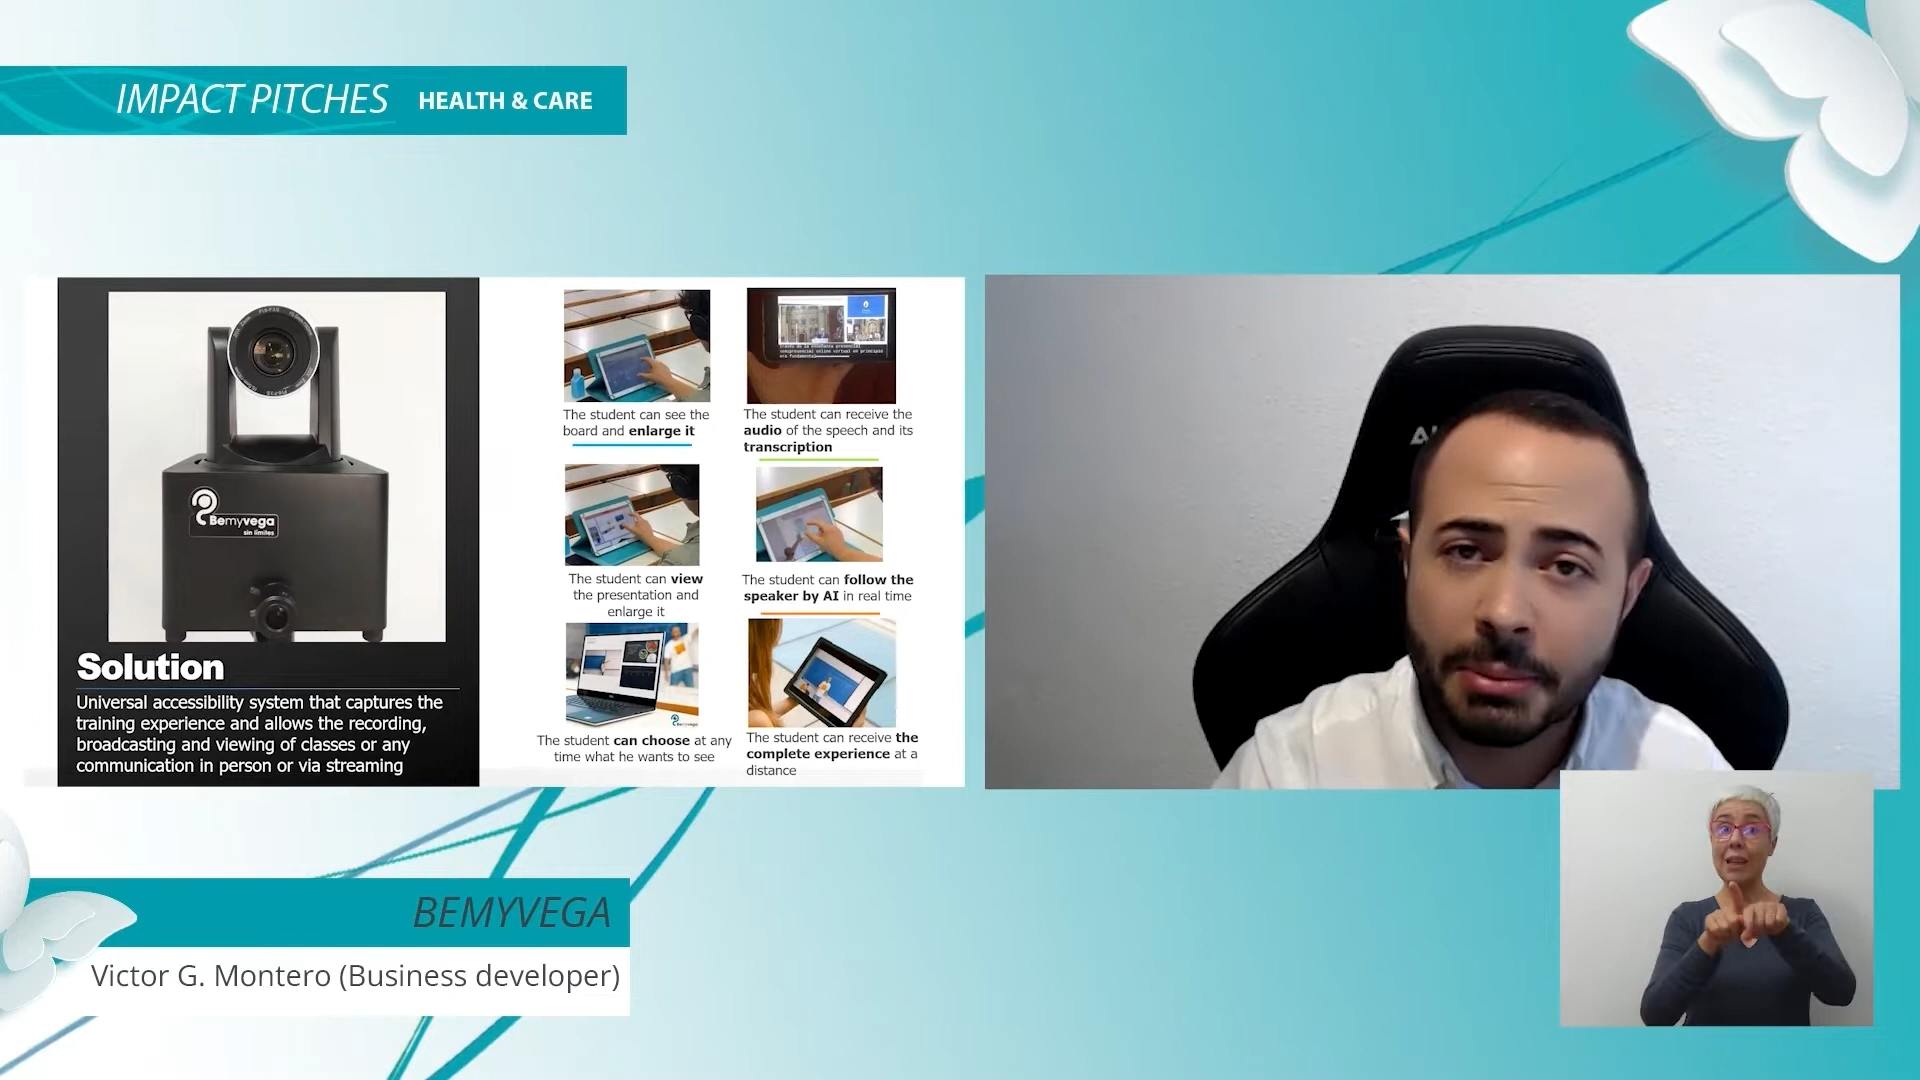 IMPACT PITCHES HEALTH & CARE
Bemyvega
sin límites
Solution
Universal accessibility system that captures the
training experience and allows the recording,
broadcasting and viewing of classes or any
communication in person or via streaming
The student can see the
board and enlarge it
The student can receive the
audio of the speech and its
transcription
The student can view
the presentation and
enlarge it
The student can follow the
speaker by AI in real time
Bemyvega
The student can choose at any
time what he wants to see
The student can receive the
complete experience at a
distance
BEMYVEGA
Victor G. Montero (Business developer)